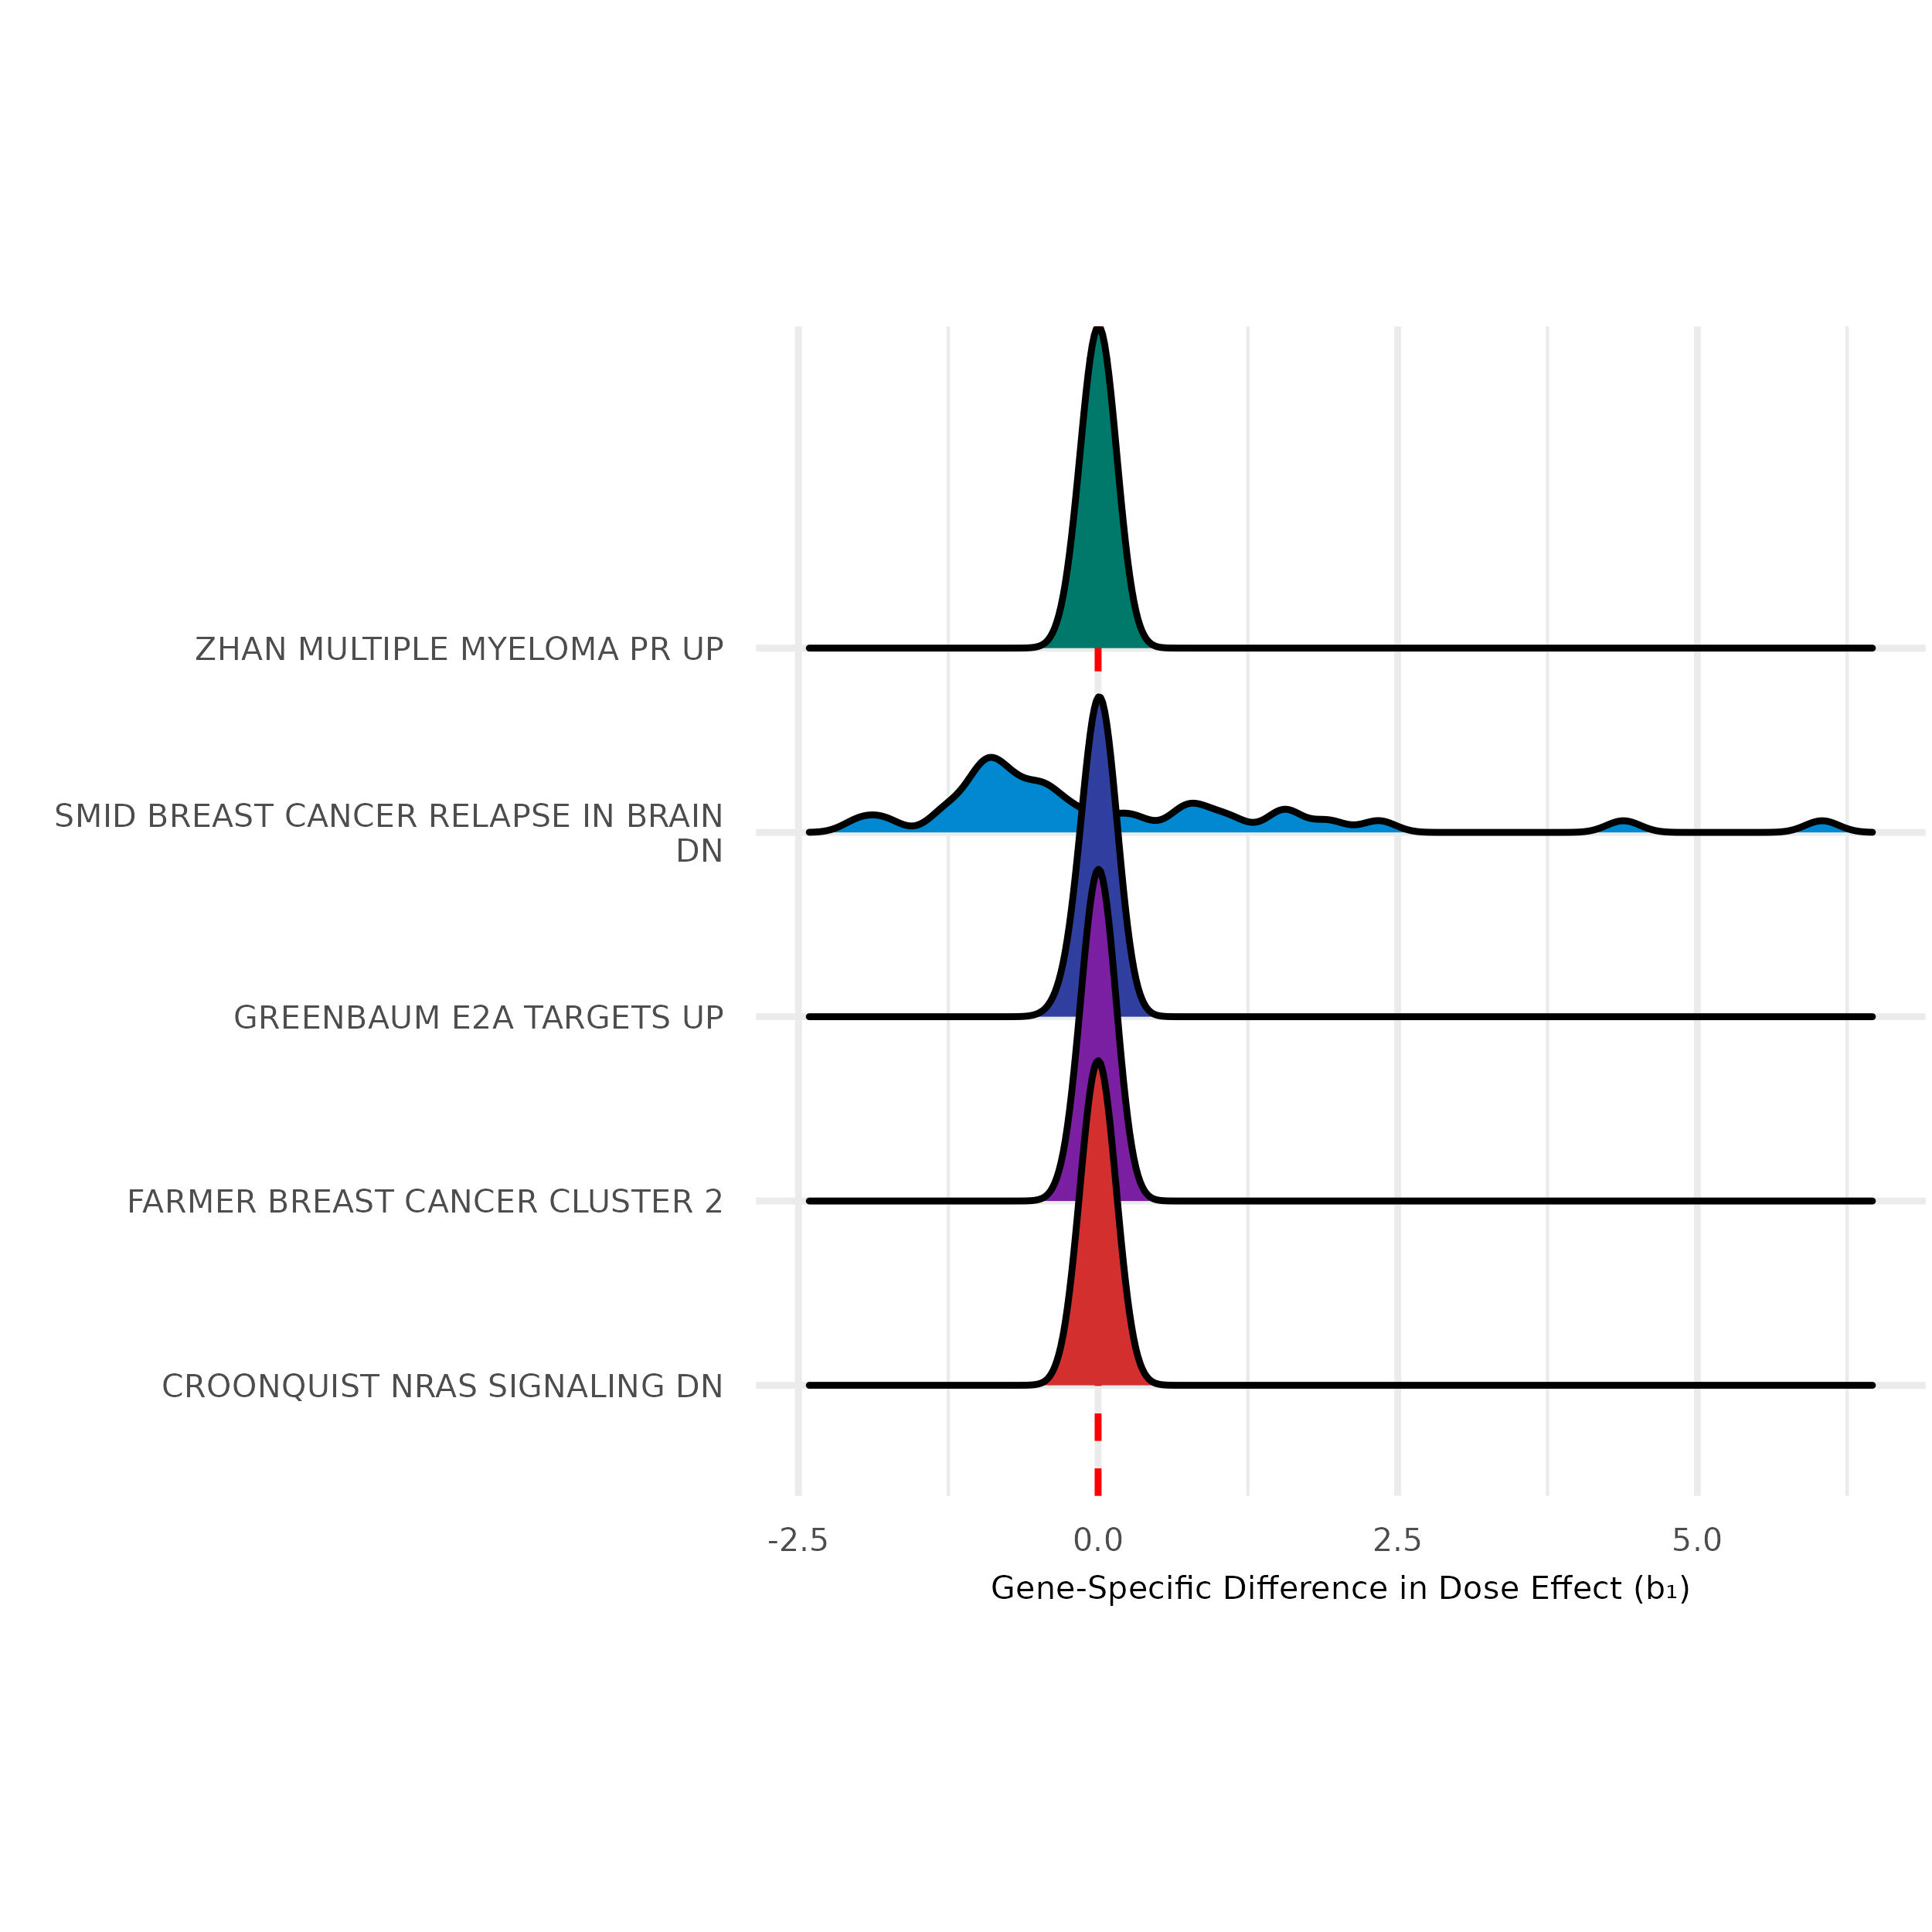 ZHAN MULTIPLE MYELOMA PR UP
SMID BREAST CANCER RELAPSE IN BRAIN
DN
GREENBAUM E2A TARGETS UP
FARMER BREAST CANCER CLUSTER 2
CROONQUIST NRAS SIGNALING DN
-2.5 0.0 2.5 5.0
Gene-Specific Difference in Dose Effect (b₁)